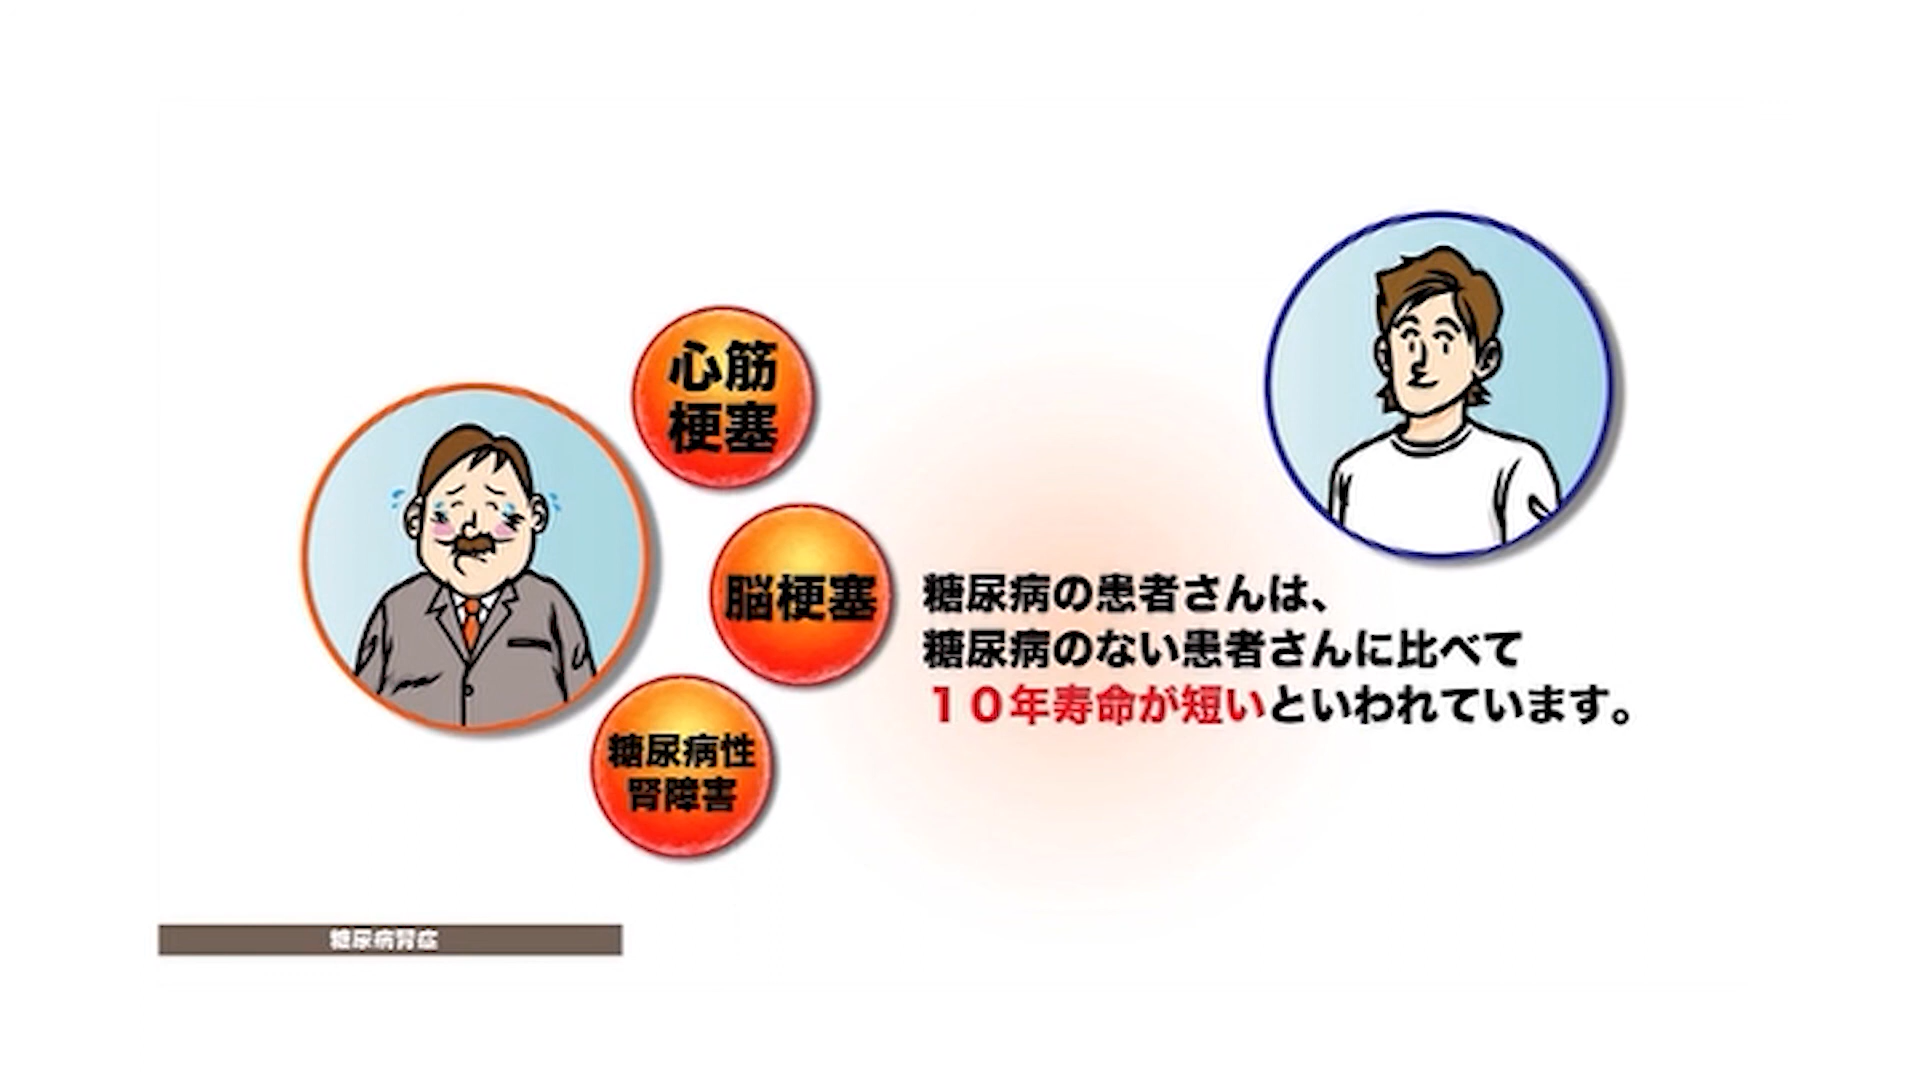 心筋
梗塞
脳梗塞
糖尿病性
腎障害
糖尿病の患者さんは、
糖尿病のない患者さんに比べて
１０年寿命が短いといわれています。
糖尿病腎症